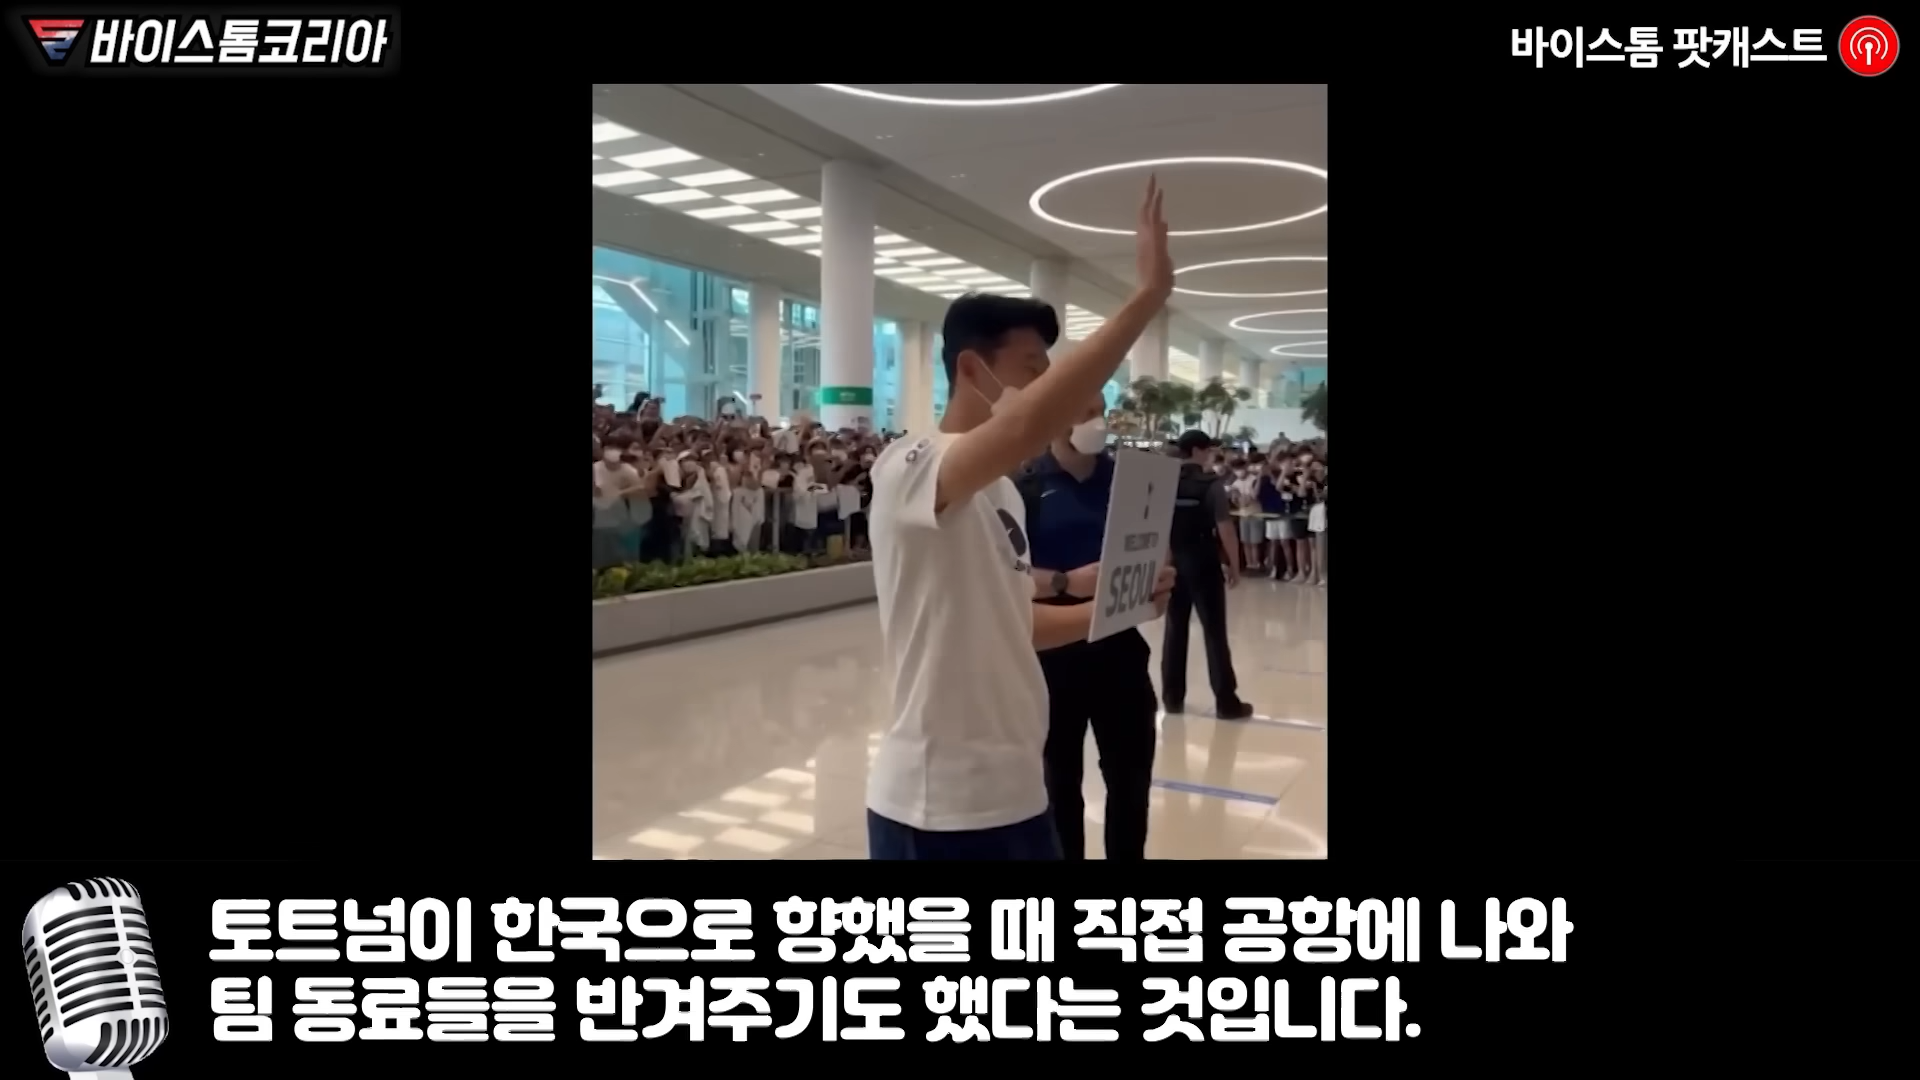 바이스톰코리아
바이스톰 팟캐스트
WELCOME TO
SEOUL
토트넘이 한국으로 향했을 때 직접 공항에 나와
팀 동료들을 반겨주기도 했다는 것입니다.